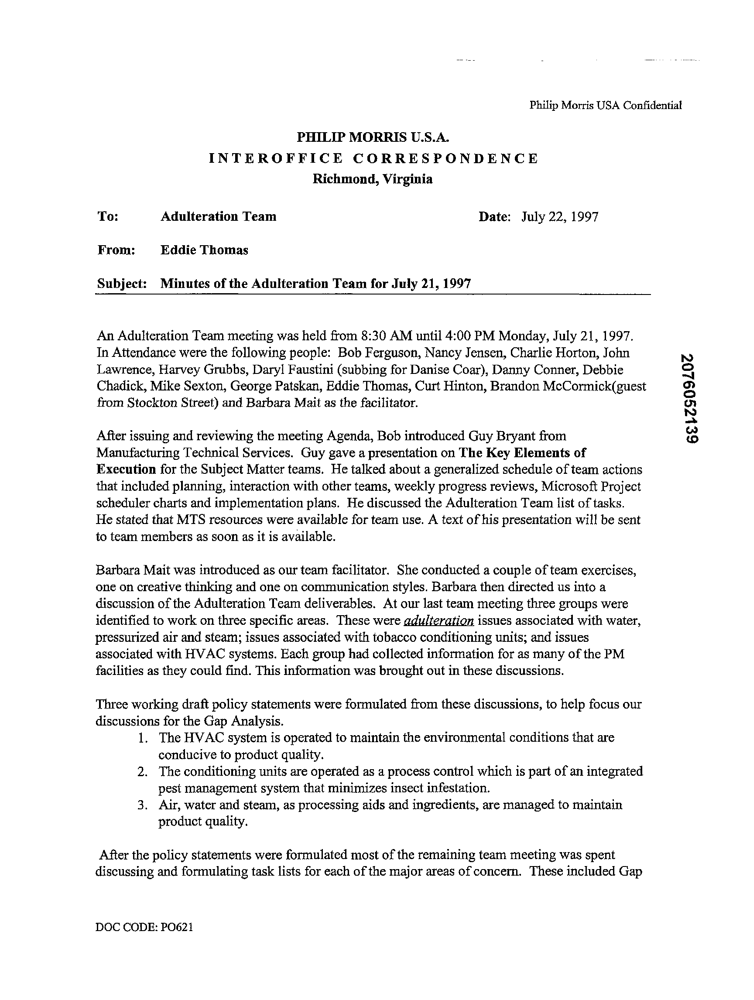 Philip Morris USA Confidential
PHILIP MORRIS U.S.A.
INTEROFFICE CORRESPONDENCE
Richmond, Virginia
To: Adulteration Team Date: July 22, 1997
From: Eddie Thomas
Subject: Minutes of the Adulteration Team for July 21, 1997
An Adulteration Team meeting was held from 8:30 AM until 4:00 PM Monday, July 21, 1997.
In Attendance were the following people: Bob Ferguson, Nancy Jensen, Charlie Horton, John
Lawrence, Harvey Grubbs, Daryl Faustini (subbing for Danise Coar), Danny Conner, Debbie
Chadick, Mike Sexton, George Patskan, Eddie Thomas, Curt Hinton, Brandon McCormick(guest
from Stockton Street) and Barbara Mait as the facilitator.
After issuing and reviewing the meeting Agenda, Bob introduced Guy Bryant from
Manufacturing Technical Services. Guy gave a presentation on The Key Elements of
Execution for the Subject Matter teams. He talked about a generalized schedule of team actions
that included planning, interaction with other teams, weekly progress reviews, Microsoft Project
scheduler charts and implementation plans. He discussed the Adulteration Team list of tasks.
He stated that MTS resources were available for team use. A text of his presentation will be sent
to team members as soon as it is available.
Barbara Mait was introduced as our team facilitator. She conducted a couple of team exercises,
one on creative thinking and one on communication styles. Barbara then directed us into a
discussion of the Adulteration Team deliverables. At our last team meeting three groups were
identified to work on three specific areas. These were adulteration issues associated with water,
pressurized air and steam; issues associated with tobacco conditioning units; and issues
associated with HVAC systems. Each group had collected information for as many of the PM
facilities as they could find. This information was brought out in these discussions.
Three working draft policy statements were formulated from these discussions, to help focus our
discussions for the Gap Analysis.
1. The HVAC system is operated to maintain the environmental conditions that are
conducive to product quality.
2. The conditioning units are operated as a process control which is part of an integrated
pest management system that minimizes insect infestation.
3. Air, water and steam, as processing aids and ingredients, are managed to maintain
product quality.
After the policy statements were formulated most of the remaining team meeting was spent
discussing and formulating task lists for each of the major areas of concern. These included Gap
DOC CODE: PO621
2076052139